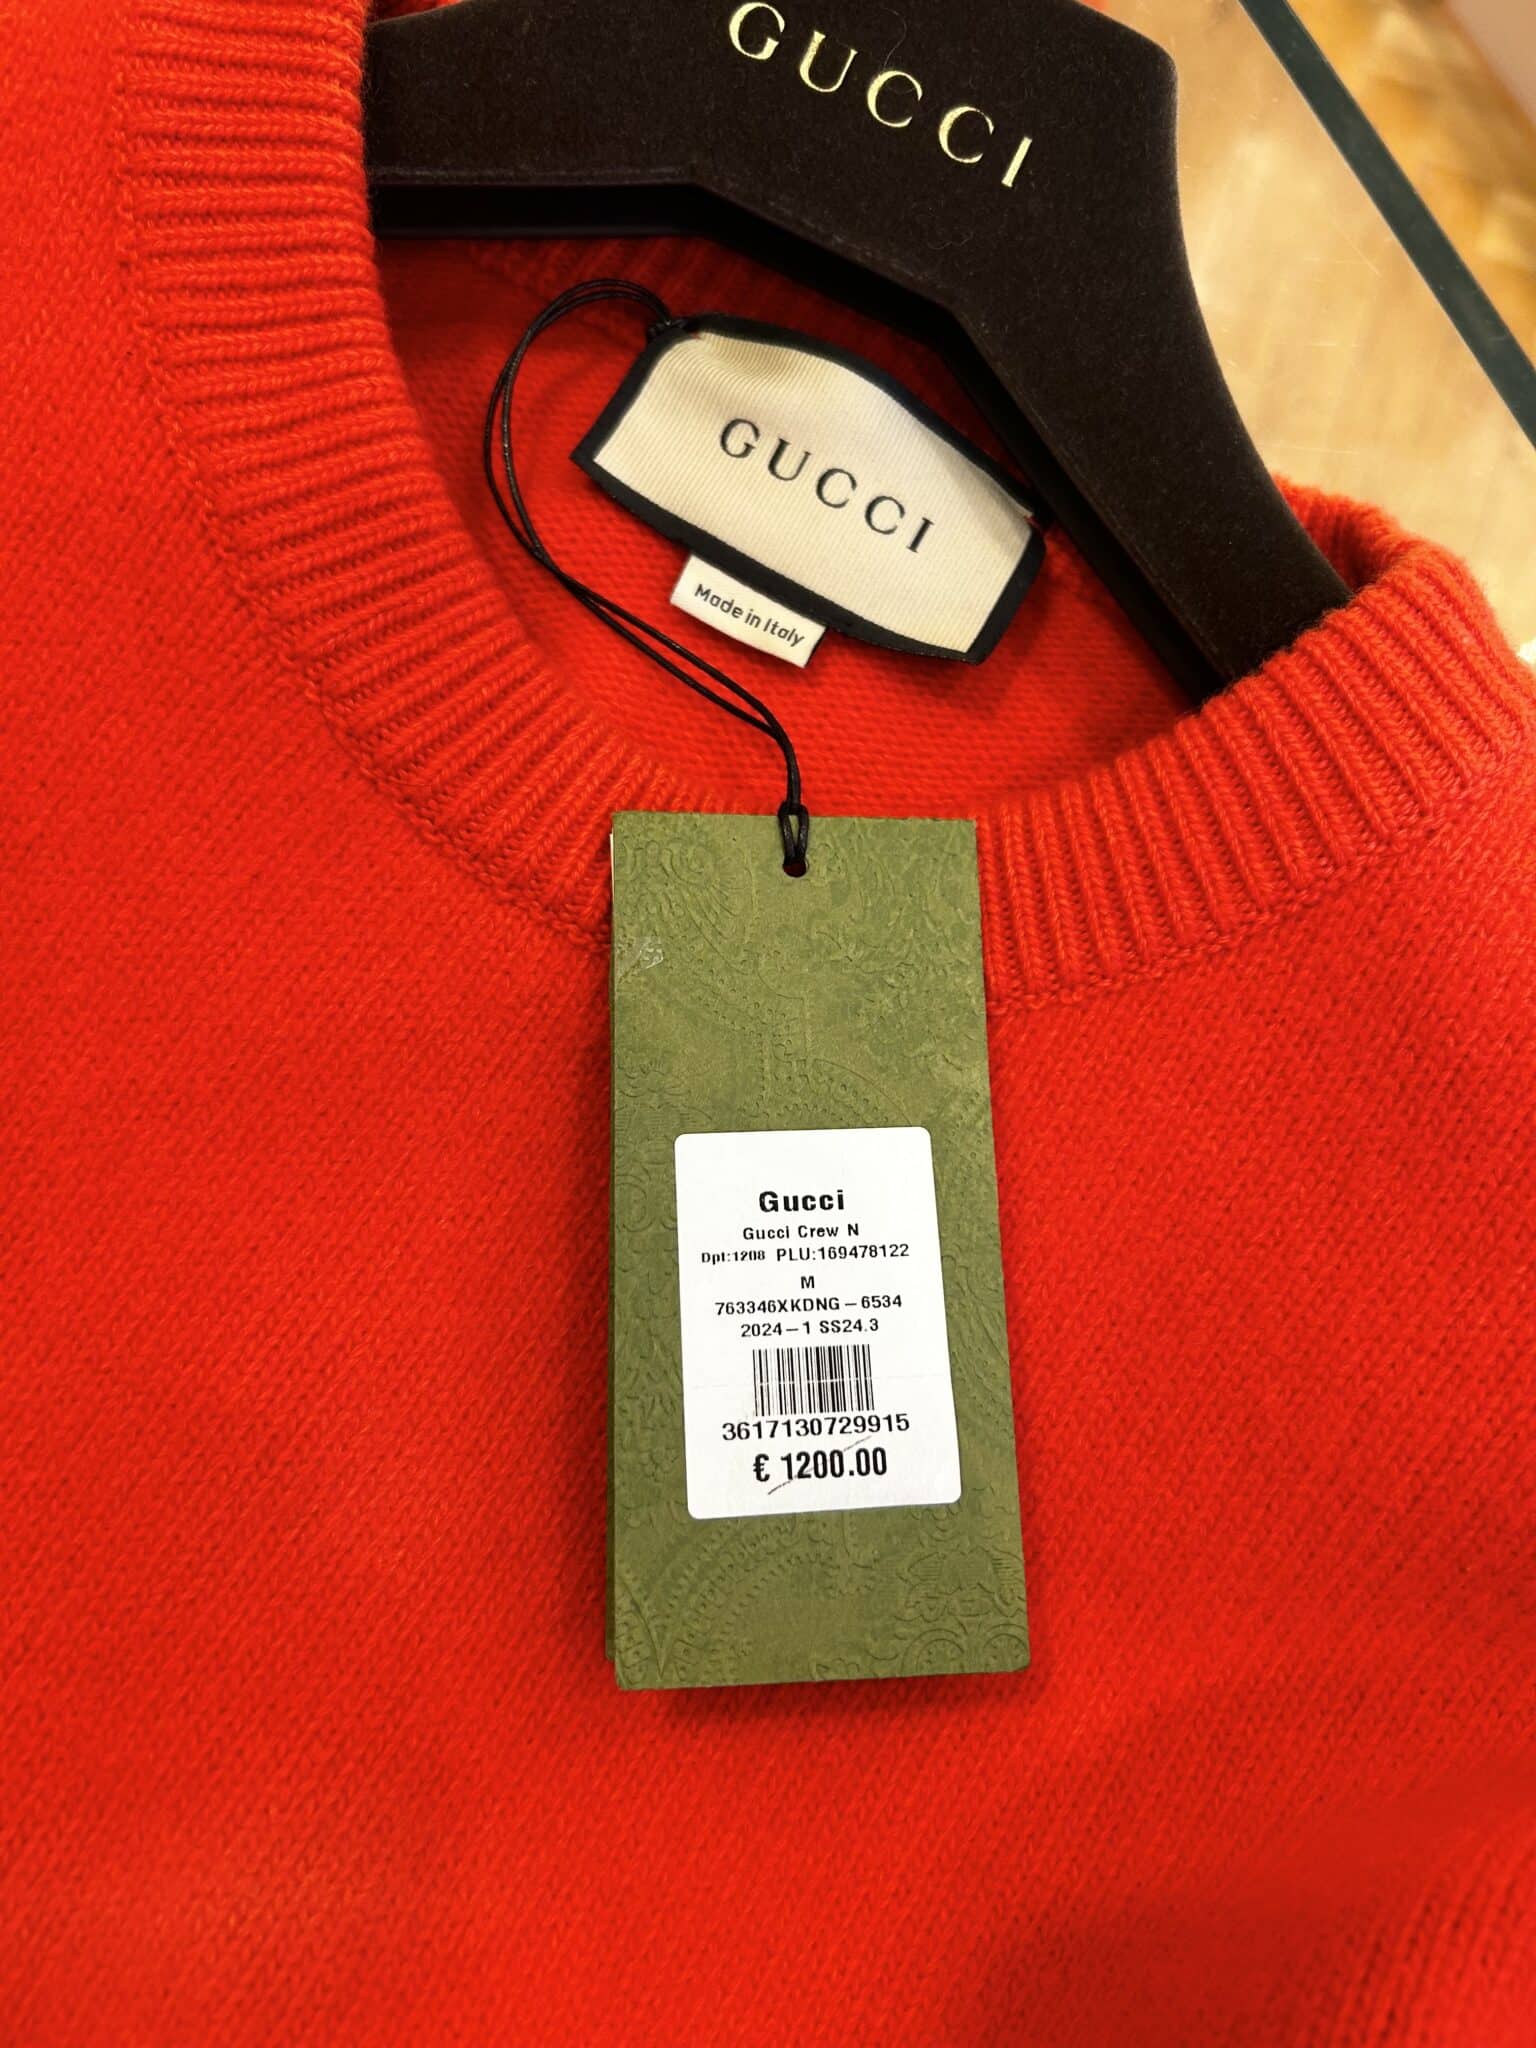 GUCCI
GUCCI
Made in Italy
Gucci
Gucci Crew N
Dpt:1208 PLU:169478122
M
763346XKDNG-6534
2024-1 SS24.3
3617130729915
€ 1200.00